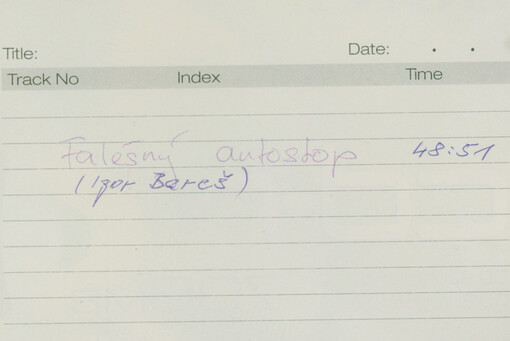 Title: Date: . .
Track No Index Time
Falešný autostop 48:51
(Igor Bareš)